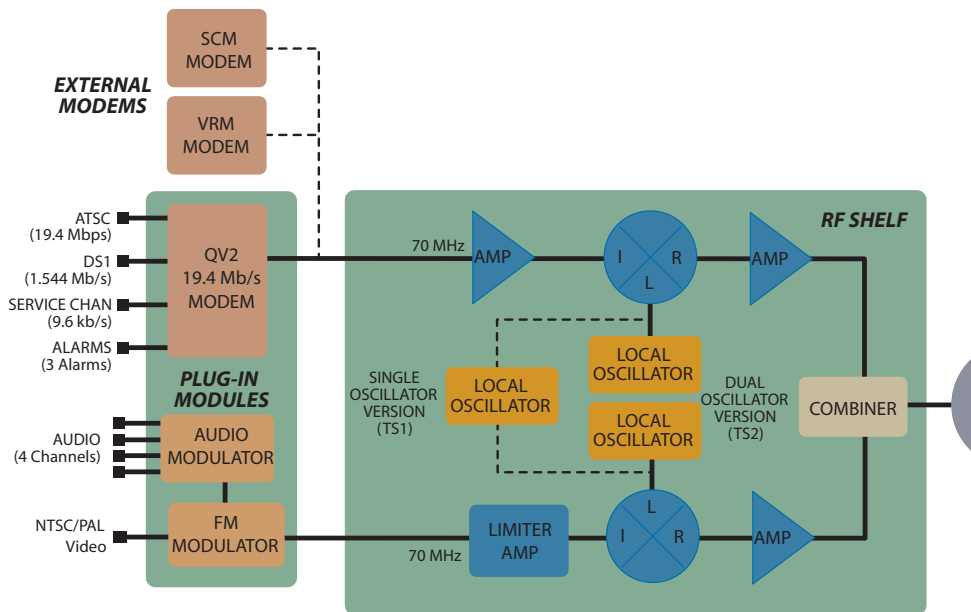 SCM
MODEM
EXTERNAL
MODEMS
VRM
MODEM
ATSC
(19.4 Mbps)
DS1
(1.544 Mb/s)
SERVICE CHAN
(9.6 kb/s)
ALARMS
(3 Alarms)
QV2
19.4 Mb/s
MODEM
PLUG-IN
MODULES
AUDIO
(4 Channels)
AUDIO
MODULATOR
NTSC/PAL
Video
FM
MODULATOR
RF SHELF
70 MHz
AMP
I
R
L
AMP
SINGLE
OSCILLATOR
VERSION
(TS1)
LOCAL
OSCILLATOR
LOCAL
OSCILLATOR
LOCAL
OSCILLATOR
DUAL
OSCILLATOR
VERSION
(TS2)
COMBINER
70 MHz
LIMITER
AMP
L
I
R
AMP